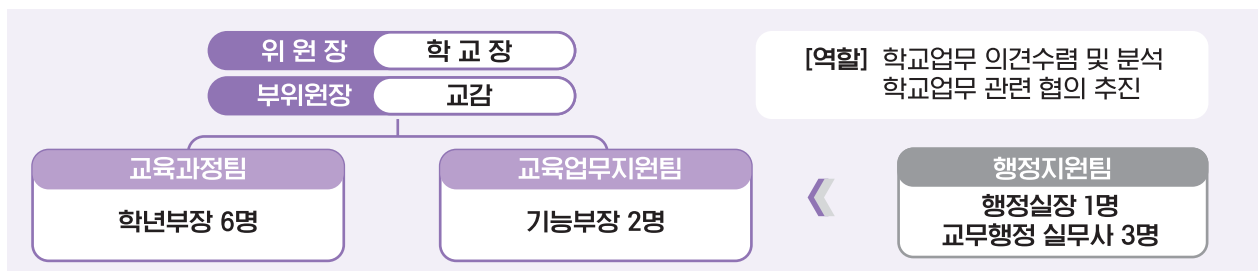 위 원 장 학 교 장
부위원장 교감
[역할] 학교업무 의견수렴 및 분석
학교업무 관련 협의 추진
교육과정팀
학년부장 6명
교육업무지원팀
기능부장 2명
행정지원팀
행정실장 1명
교무행정 실무사 3명